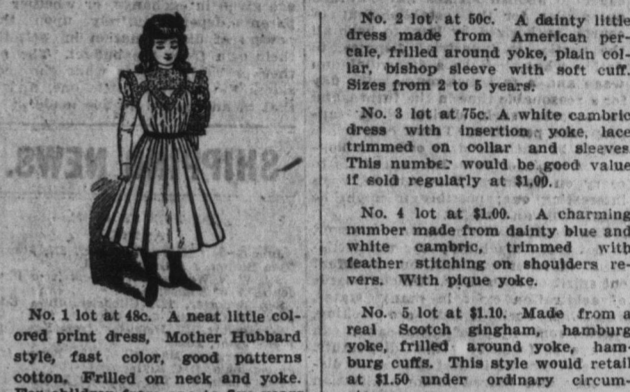 No. 1 lot at 48c. A neat little col-
ored print dress, Mother Hubbard
style, fast color, good patterns
cotton. Frilled on neck and yoke.
No. 2 lot at 50c. A dainty little
dress made from American per-
cale, frilled around yoke, plain col-
lar, bishop sleeve with soft cuff.
Sizes from 2 to 5 years.
No. 3 lot at 75c. A white cambric
dress with insertion yoke, lace
trimmed on collar and sleeves
This number would be good value
if sold regularly at $1.00.
No. 4 lot at $1.00. A charming
number made from dainty blue and
white cambric, trimmed with
feather stitching on shoulders re-
vers. With pique yoke.
No. 5 lot at $1.10. Made from a
real Scotch gingham, hamburg
yoke, frilled around yoke, ham-
burg cuffs. This style would retail
at $1.50 under ordinary circum